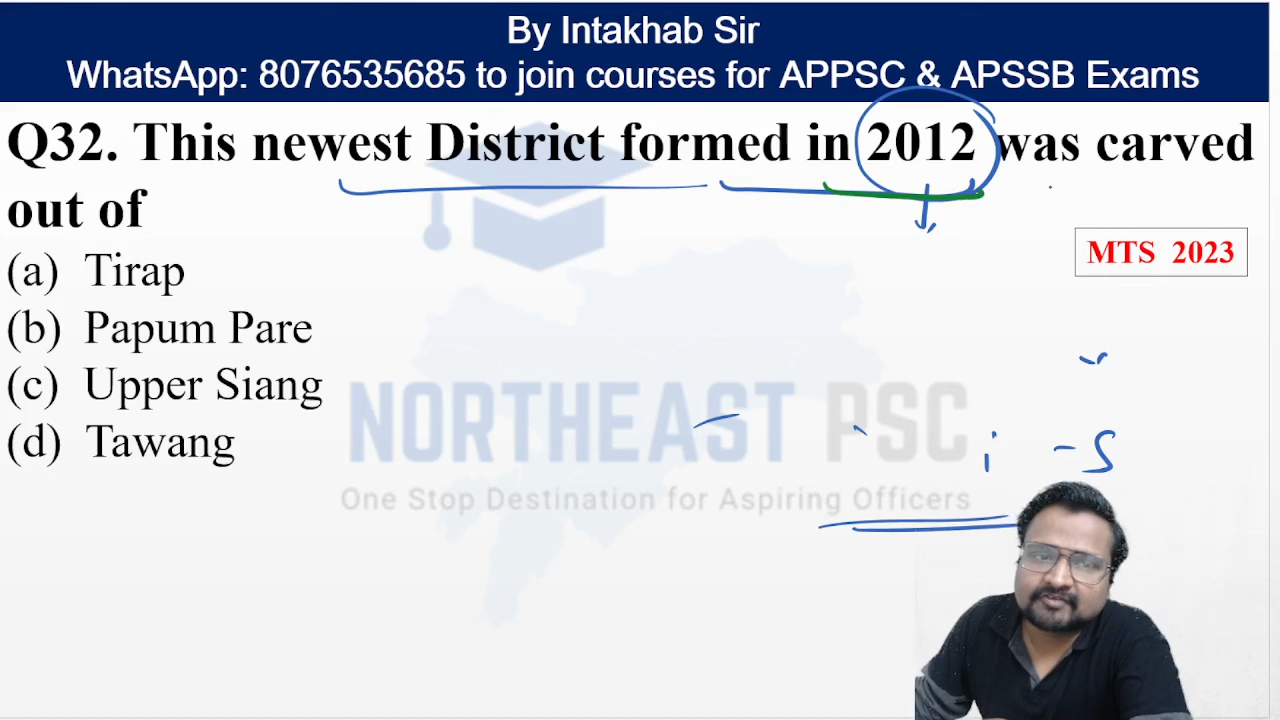 By Intakhab Sir
WhatsApp: 8076535685 to join courses for APPSC & APSSB Exams
Q32. This newest District formed in 2012 was carved
out of
MTS 2023
(a) Tirap
(b) Papum Pare
(c) Upper Siang
(d) Tawang
NORTHEAST PSC
One Stop Destination for Aspiring Officers